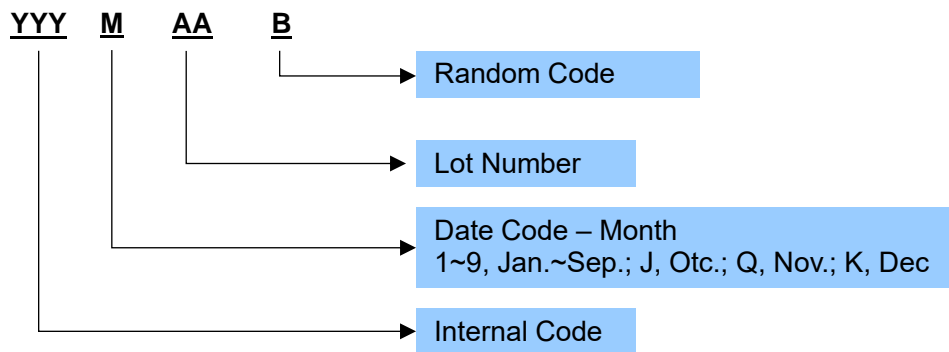 YYY M AA B
Random Code
Lot Number
Date Code – Month
1~9, Jan.~Sep.; J, Otc.; Q, Nov.; K, Dec
Internal Code